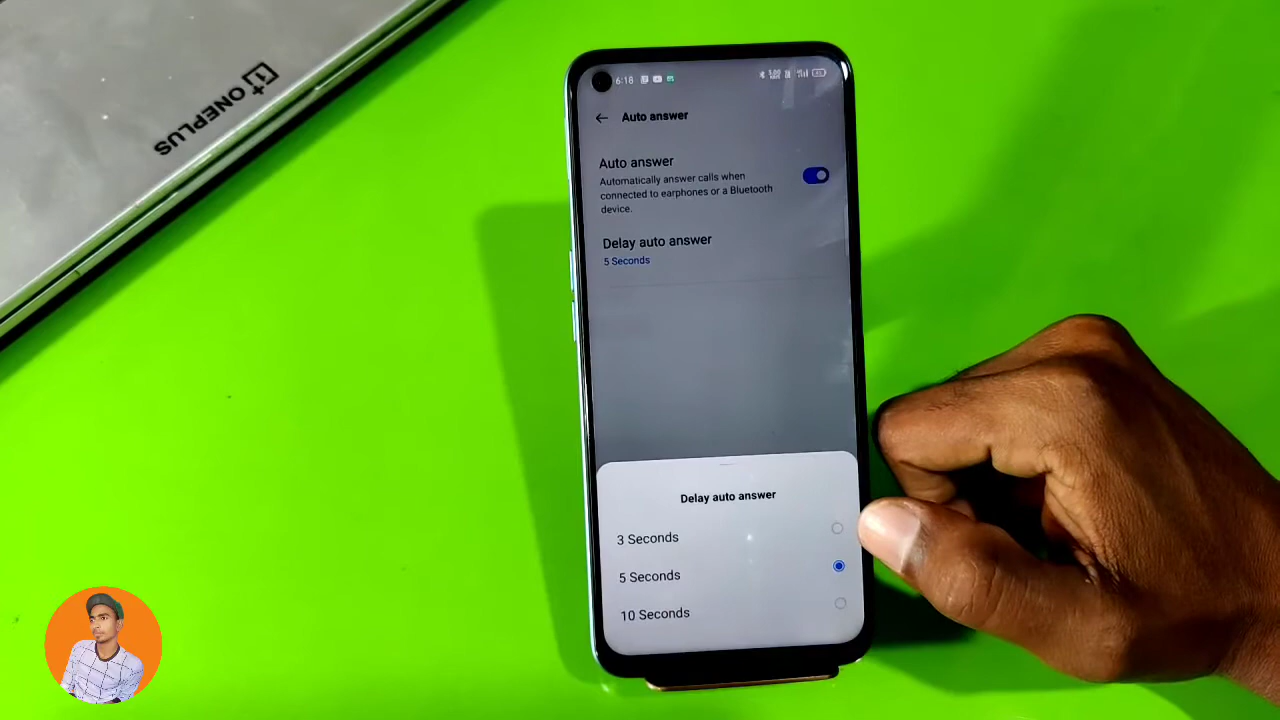 ONEPLUS
6:18
Auto answer
Auto answer
Automatically answer calls when
connected to earphones or a Bluetooth
device.
Delay auto answer
5 Seconds
Delay auto answer
3 Seconds
5 Seconds
10 Seconds